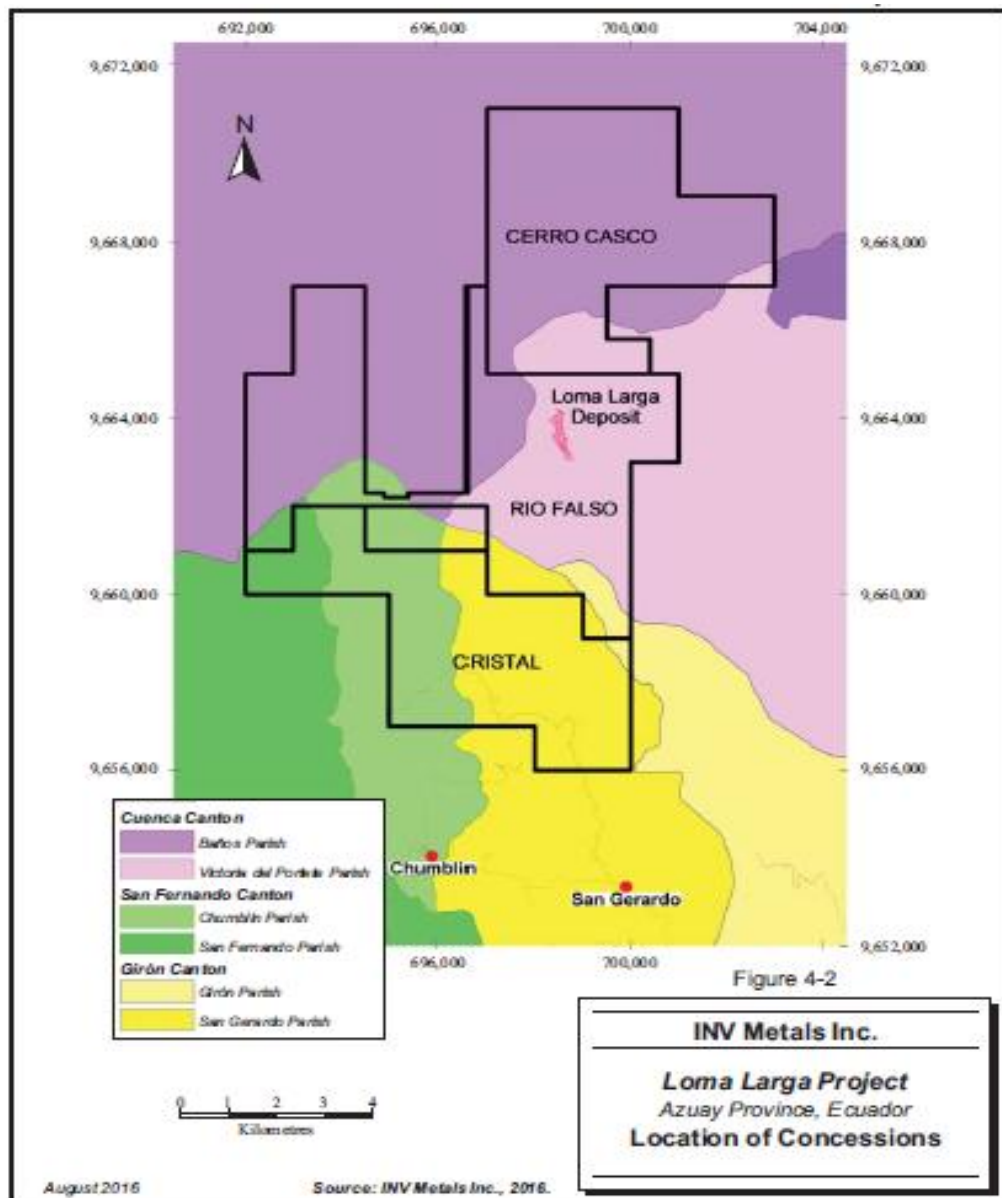 692,000 696,000 700,000 704,000
9,672,000 9,672,000
N
CERRO CASCO
9,668,000 9,668,000
Loma Larga
Deposit
9,664,000 9,664,000
RIO FALSO
9,660,000 9,660,000
CRISTAL
9,656,000 9,656,000
Cuenca Canton
Baños Parish
Victoria del Portete Parish
San Fernando Canton
Chumblin Parish
San Fernando Parish
Girón Canton
Girón Parish
San Gerardo Parish
Chumblin
San Gerardo
9,652,000
696,000 700,000
Figure 4-2
INV Metals Inc.
Loma Larga Project
Azuay Province, Ecuador
Location of Concessions
0 1 2 3 4
Kilometres
August 2016
Source: INV Metals Inc., 2016.